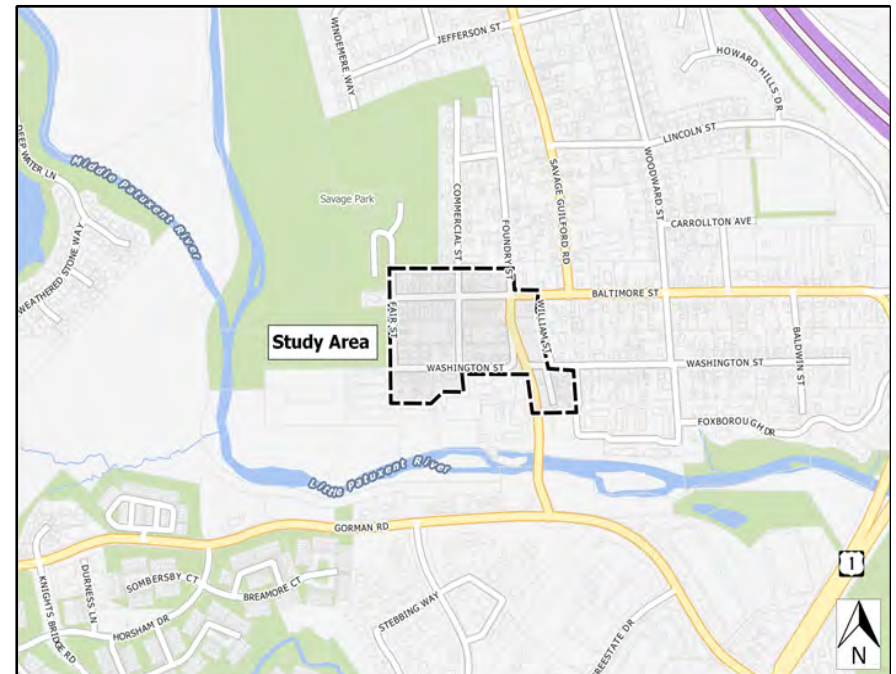 WINDEMERE WAY
JEFFERSON ST
HOWARD HILLS DR
LINCOLN ST
DEEP WATER LN
Middle Patuxent River
COMMERCIAL ST
FOUNDRY ST
SAVAGE GUILFORD RD
WOODWARD ST
Savage Park
CARROLLTON AVE
WEATHERED STONE WAY
BALTIMORE ST
FAIR ST
WILLIAM ST
Study Area
WASHINGTON ST
WASHINGTON ST
BALDWIN ST
FOXBOROUGH DR
Little Patuxent River
GORMAN RD
1
SOMBERSBY CT
BREAMORE CT
KNIGHTS BRIDGE RD
DURNESS LN
HORSHAM DR
STEBBING WAY
REESTATE DR
N